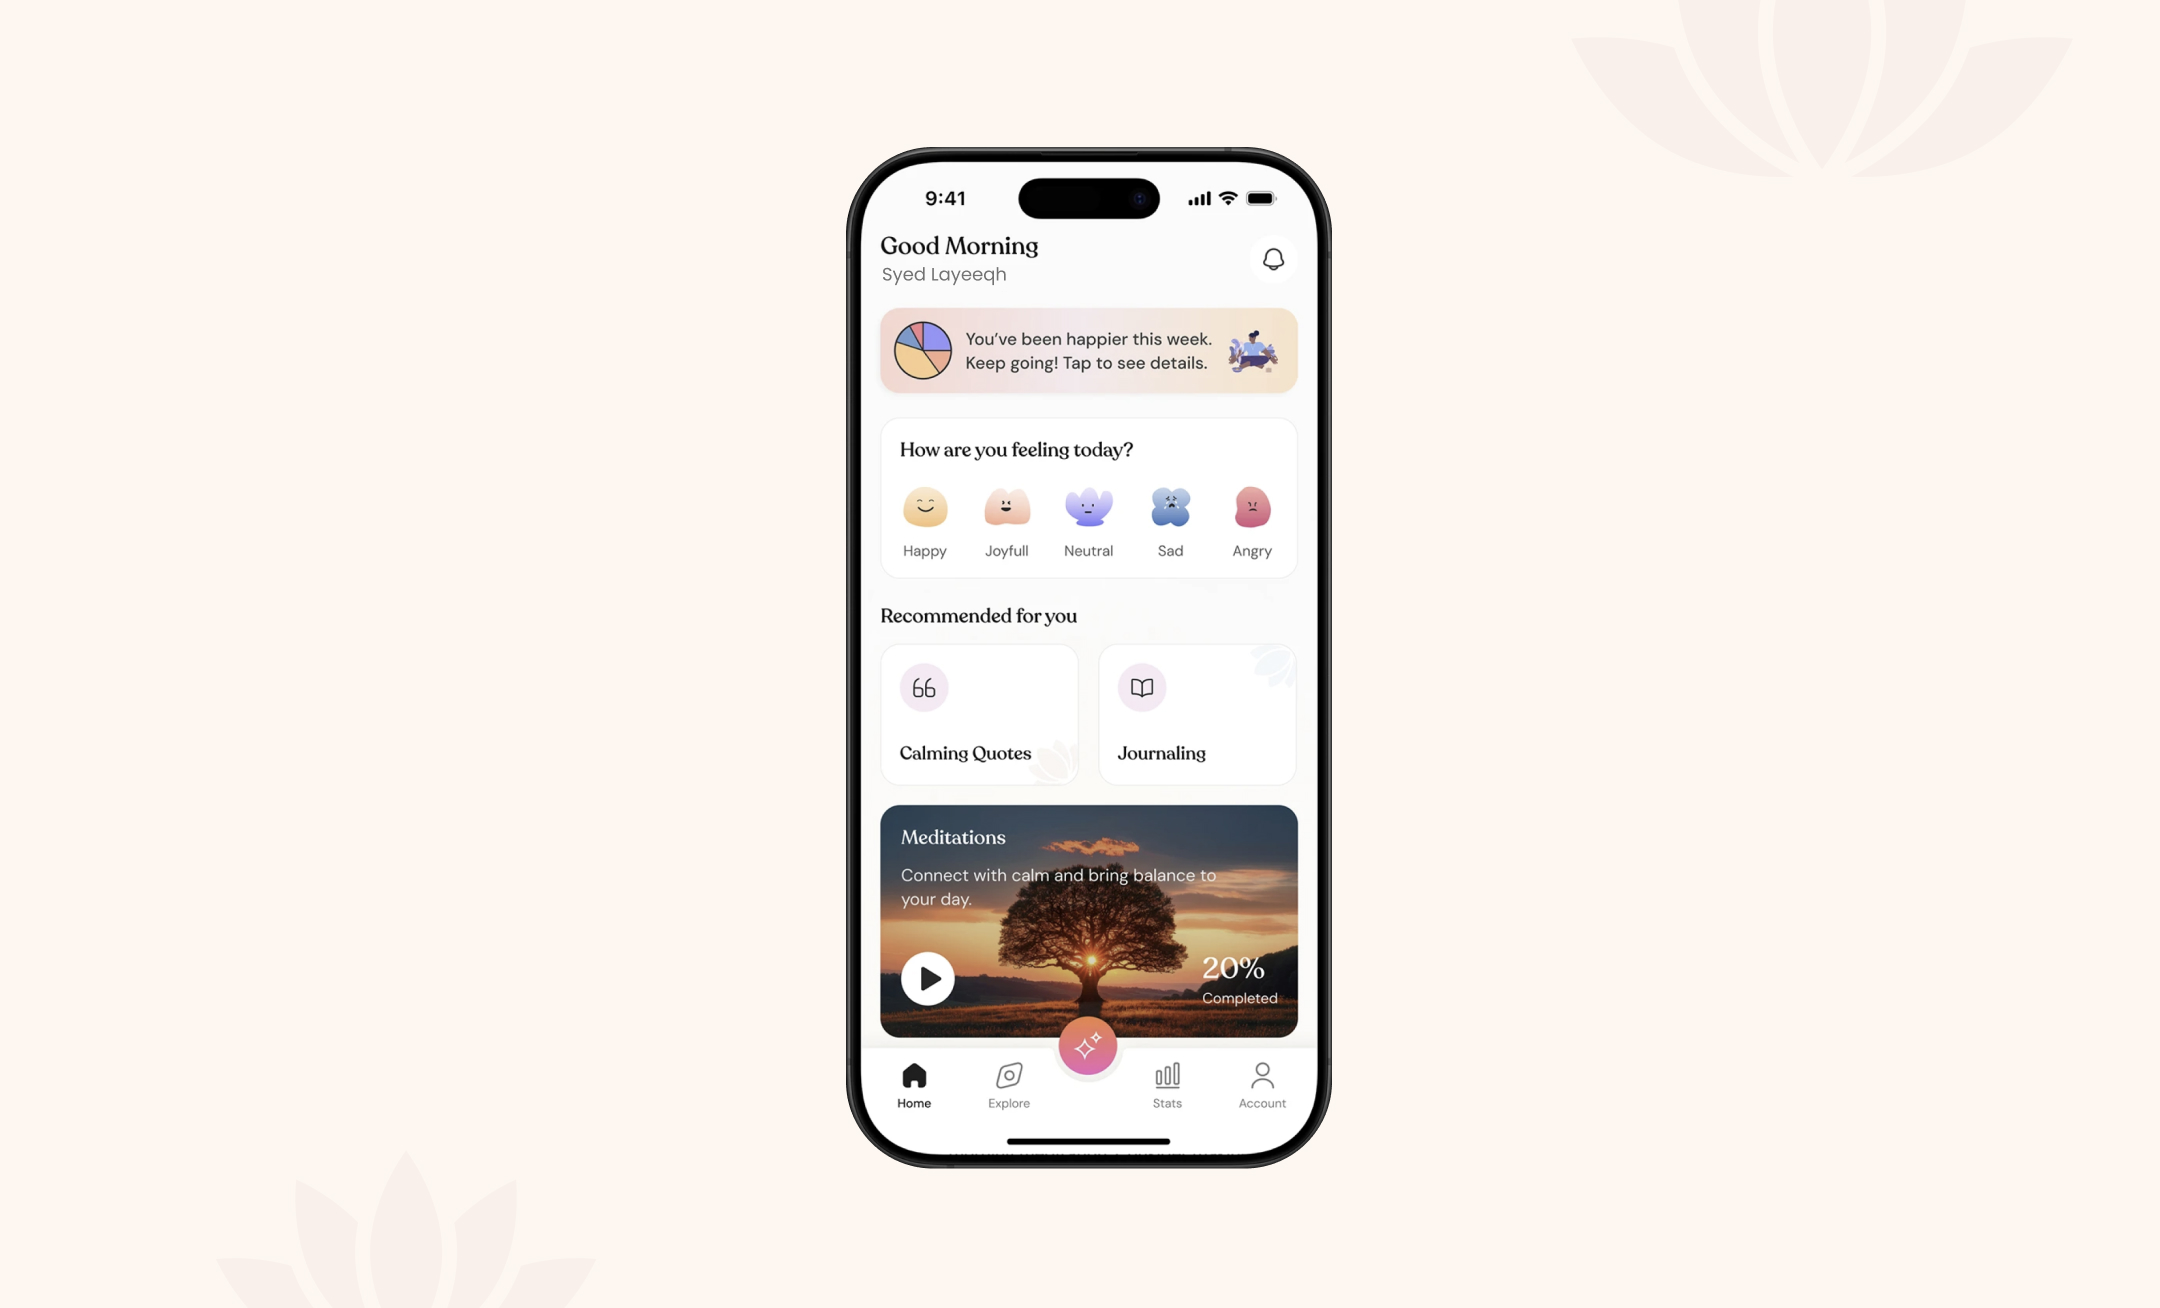 9:41
Good Morning
Syed Layeeqh
You’ve been happier this week.
Keep going! Tap to see details.
How are you feeling today?
Happy
Joyfull
Neutral
Sad
Angry
Recommended for you
Calming Quotes
Journaling
Meditations
Connect with calm and bring balance to
your day.
20%
Completed
Home
Explore
Stats
Account